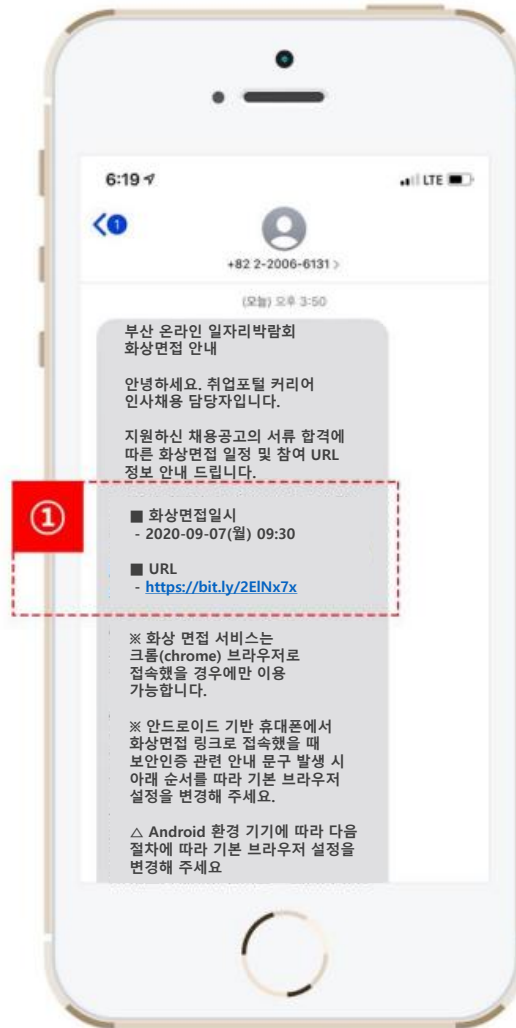 6:19
LTE
1
+82 2-2006-6131 >
(오늘) 오후 3:50
부산 온라인 일자리박람회
화상면접 안내
안녕하세요. 취업포털 커리어
인사채용 담당자입니다.
지원하신 채용공고의 서류 합격에
따른 화상면접 일정 및 참여 URL
정보 안내 드립니다.
①
■ 화상면접일시
- 2020-09-07(월) 09:30
■ URL
- https://bit.ly/2ElNx7x
※ 화상 면접 서비스는
크롬(chrome) 브라우저로
접속했을 경우에만 이용
가능합니다.
※ 안드로이드 기반 휴대폰에서
화상면접 링크로 접속했을 때
보안인증 관련 안내 문구 발생 시
아래 순서를 따라 기본 브라우저
설정을 변경해 주세요.
△ Android 환경 기기에 따라 다음
절차에 따라 기본 브라우저 설정을
변경해 주세요